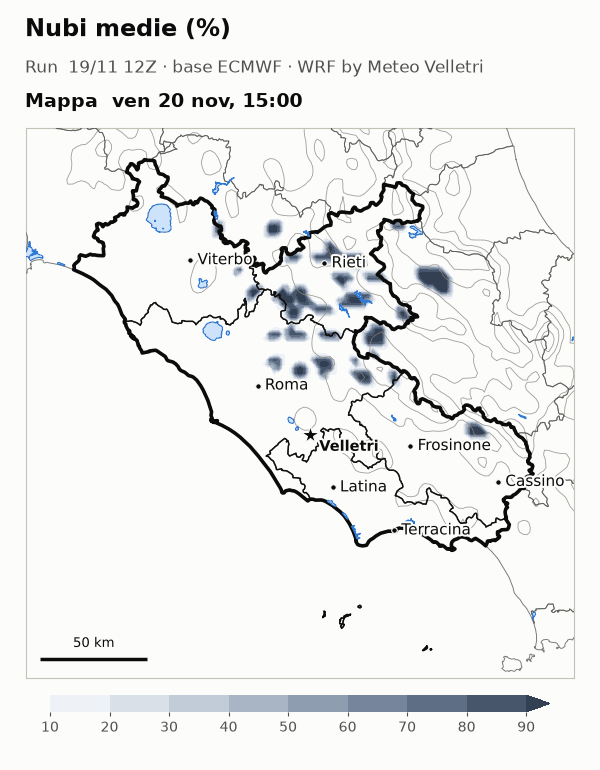 Nubi medie (%)
Run  19/11 12Z · base ECMWF · WRF by Meteo Velletri
Mappa  ven 20 nov, 15:00
Viterbo
Rieti
Roma
Velletri
Frosinone
Cassino
Latina
Terracina
50 km
10 20 30 40 50 60 70 80 90